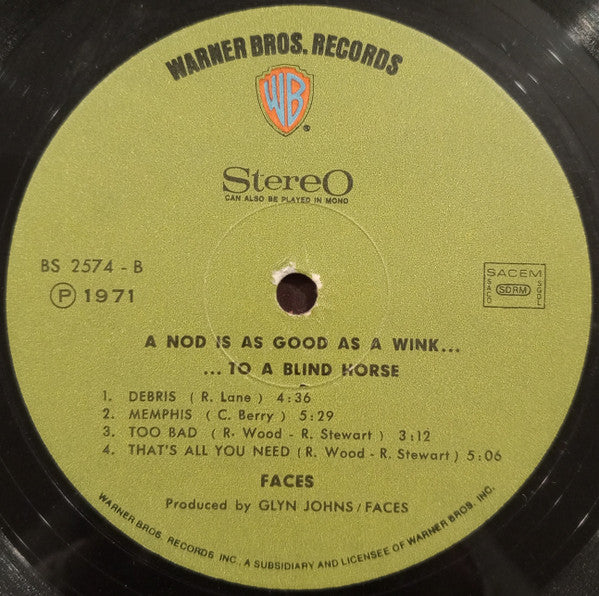 WARNER BROS. RECORDS
WB
®
StereO
CAN ALSO BE PLAYED IN MONO
BS 2574 - B
Ⓟ 1971
SACEM
SACD
SDRM
SGDL
A NOD IS AS GOOD AS A WINK...
... TO A BLIND HORSE
1. DEBRIS ( R. Lane ) 4:36
2. MEMPHIS ( C. Berry ) 5:29
3. TOO BAD ( R. Wood - R. Stewart ) 3:12
4. THAT'S ALL YOU NEED ( R. Wood - R. Stewart ) 5:06
FACES
Produced by GLYN JOHNS/FACES
WARNER BROS. RECORDS INC., A SUBSIDIARY AND LICENSEE OF WARNER BROS. INC.